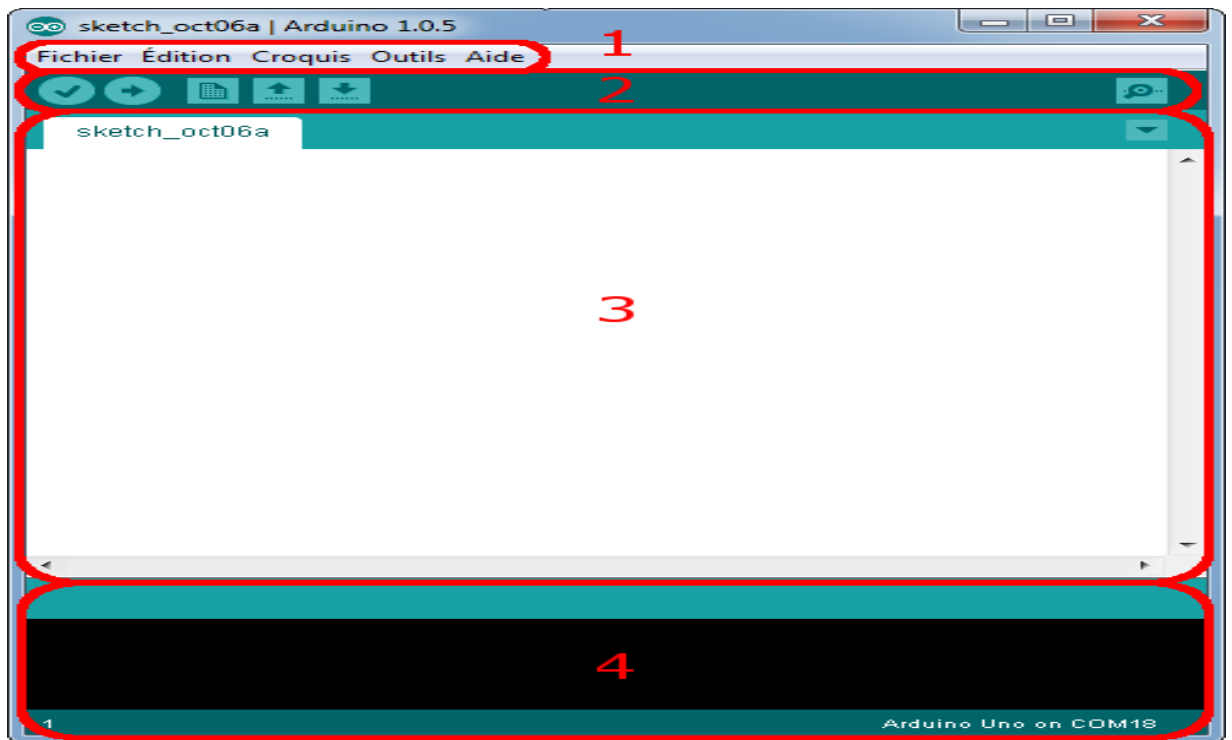 sketch_oct06a | Arduino 1.0.5
1
Fichier Édition Croquis Outils Aide
2
sketch_oct06a
3
4
1 Arduino Uno on COM18